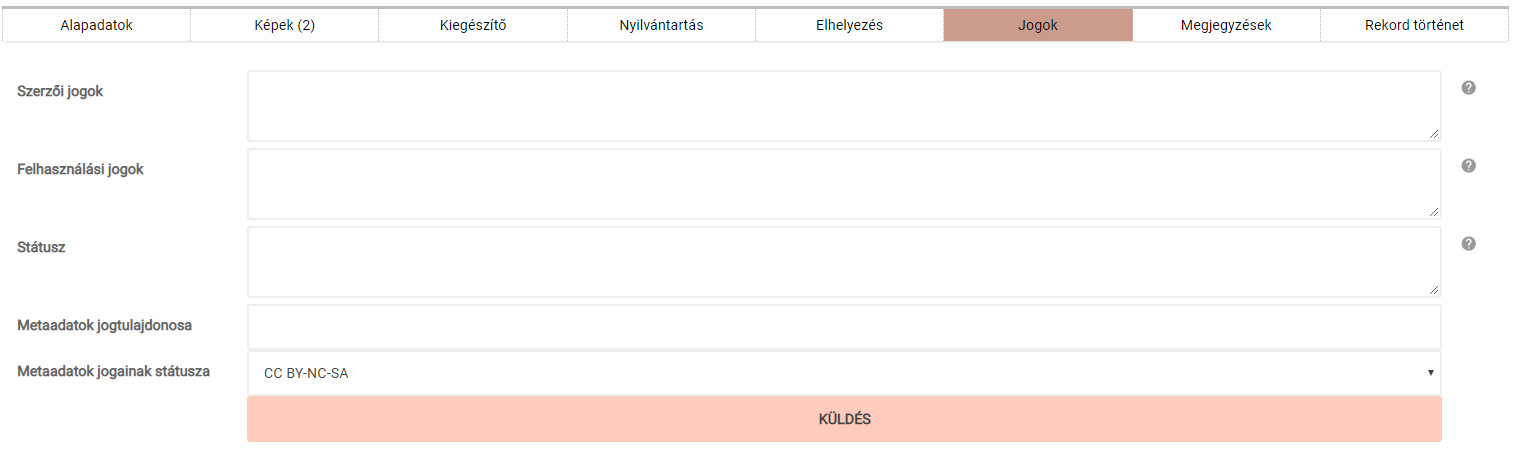 Alapadatok Képek (2) Kiegészítő Nyilvántartás Elhelyezés Jogok Megjegyzések Rekord történet
Szerzői jogok
Felhasználási jogok
Státusz
Metaadatok jogtulajdonosa
Metaadatok jogainak státusza CC BY-NC-SA
KÜLDÉS